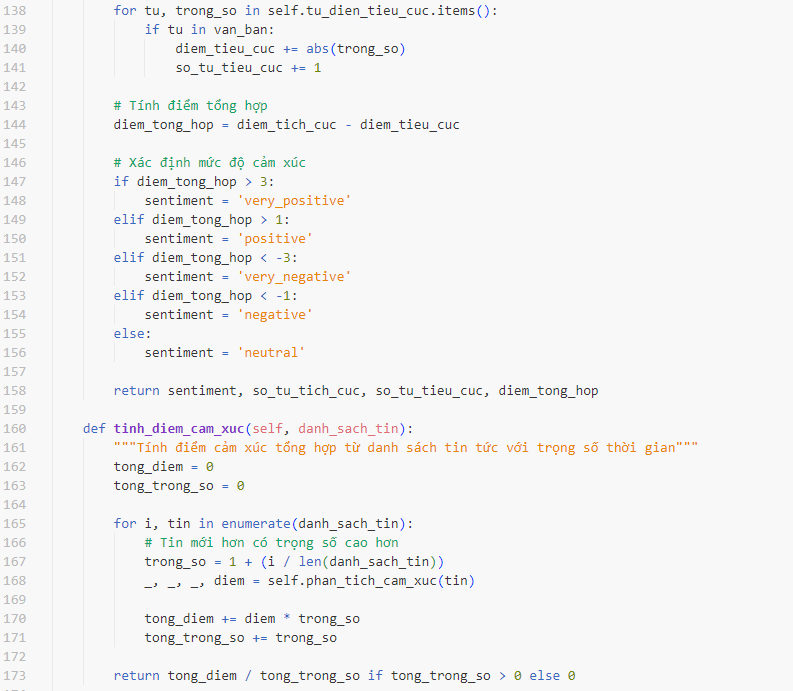 138 for tu, trong_so in self.tu_dien_tieu_cuc.items():
139 if tu in van_ban:
140 diem_tieu_cuc += abs(trong_so)
141 so_tu_tieu_cuc += 1
142
143 # Tính điểm tổng hợp
144 diem_tong_hop = diem_tich_cuc - diem_tieu_cuc
145
146 # Xác định mức độ cảm xúc
147 if diem_tong_hop > 3:
148 sentiment = 'very_positive'
149 elif diem_tong_hop > 1:
150 sentiment = 'positive'
151 elif diem_tong_hop < -3:
152 sentiment = 'very_negative'
153 elif diem_tong_hop < -1:
154 sentiment = 'negative'
155 else:
156 sentiment = 'neutral'
157
158 return sentiment, so_tu_tich_cuc, so_tu_tieu_cuc, diem_tong_hop
159
160 def tinh_diem_cam_xuc(self, danh_sach_tin):
161 """Tính điểm cảm xúc tổng hợp từ danh sách tin tức với trọng số thời gian"""
162 tong_diem = 0
163 tong_trong_so = 0
164
165 for i, tin in enumerate(danh_sach_tin):
166 # Tin mới hơn có trọng số cao hơn
167 trong_so = 1 + (i / len(danh_sach_tin))
168 _, _, _, diem = self.phan_tich_cam_xuc(tin)
169
170 tong_diem += diem * trong_so
171 tong_trong_so += trong_so
172
173 return tong_diem / tong_trong_so if tong_trong_so > 0 else 0